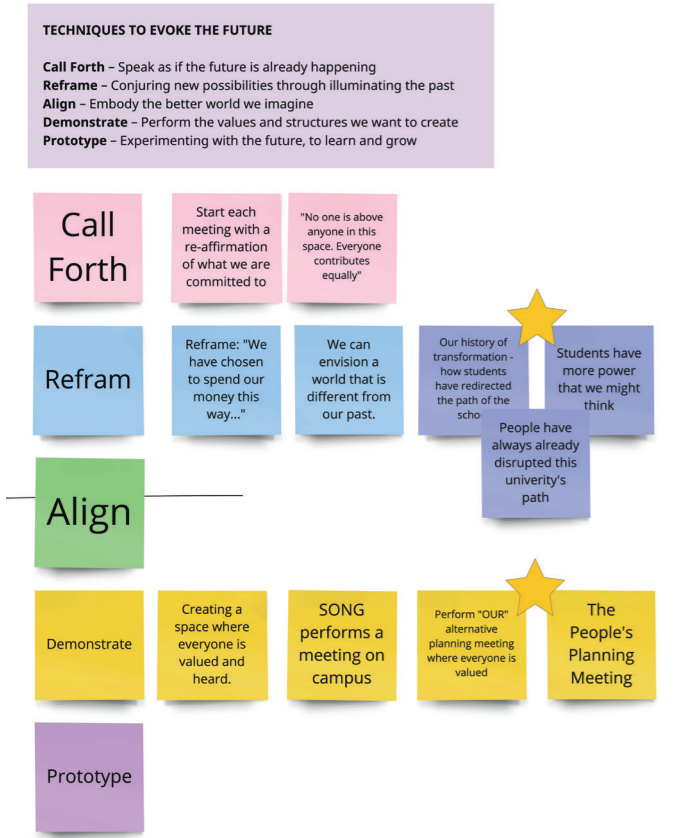 TECHNIQUES TO EVOKE THE FUTURE
Call Forth – Speak as if the future is already happening
Reframe – Conjuring new possibilities through illuminating the past
Align – Embody the better world we imagine
Demonstrate – Perform the values and structures we want to create
Prototype – Experimenting with the future, to learn and grow
Call
Forth
Start each
meeting with a
re-affirmation
of what we are
committed to
"No one is above
anyone in this
space. Everyone
contributes
equally"
Refram
Reframe: "We
have chosen
to spend our
money this
way..."
We can
envision a
world that is
different from
our past.
Our history of
transformation -
how students
have redirected
the path of the
Students have
more power
that we might
think
People have
always already
disrupted this
univerity's
path
Align
Demonstrate
Creating a
space where
everyone is
valued and
heard.
SONG
performs a
meeting on
campus
Perform "OUR"
alternative
planning meeting
where everyone is
valued
The
People's
Planning
Meeting
Prototype